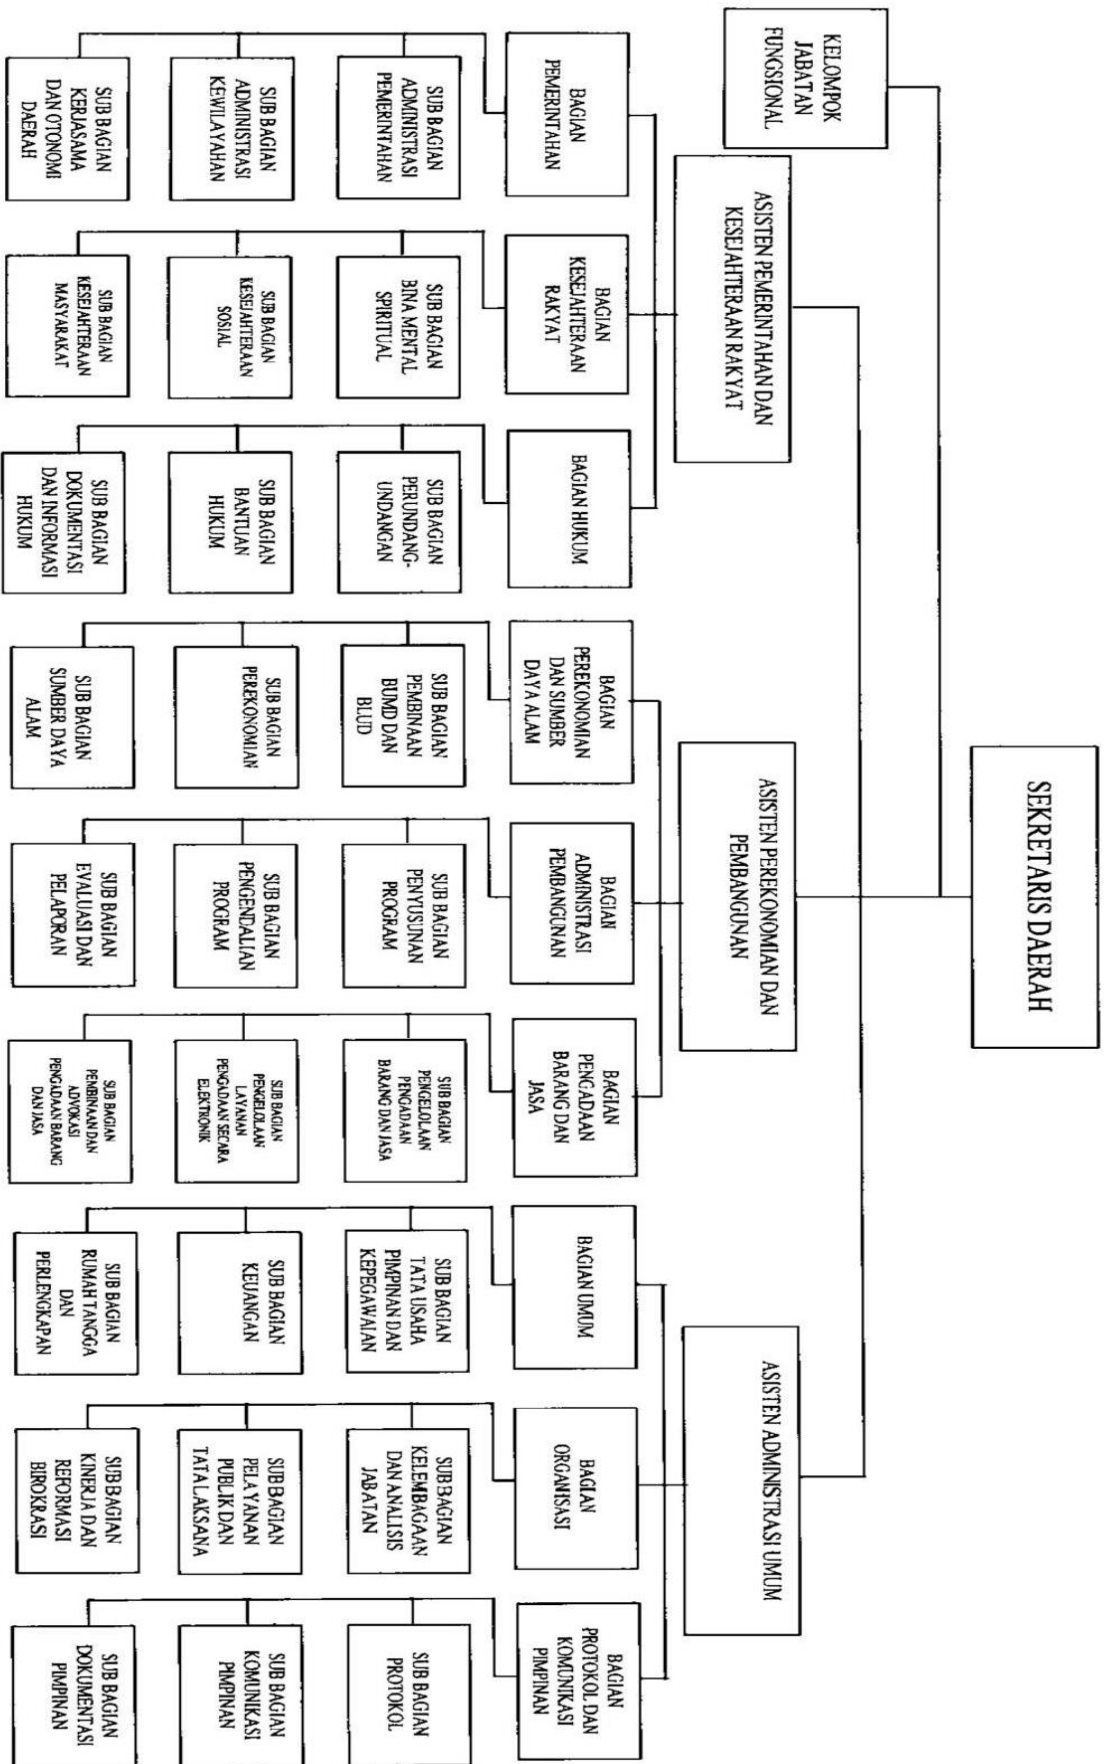 SEKRETARIS DAERAH
KELOMPOK
JABATAN
FUNGSIONAL
ASISTEN PEMERINTAHAN DAN
KESEJAHTERAAN RAKYAT
ASISTEN PEREKONOMIAN DAN
PEMBANGUNAN
ASISTEN ADMINISTRASI UMUM
BAGIAN
PEMERINTAHAN
BAGIAN
KESEJAHTERAAN
RAKYAT
BAGIAN HUKUM
BAGIAN
PEREKONOMIAN
DAN SUMBER
DAYA ALAM
BAGIAN
ADMINISTRASI
PEMBANGUNAN
BAGIAN
PENGADAAN
BARANG DAN
JASA
BAGIAN UMUM
BAGIAN
ORGANISASI
BAGIAN
PROTOKOL DAN
KOMUNIKASI
PIMPINAN
SUB BAGIAN
ADMINISTRASI
PEMERINTAHAN
SUB BAGIAN
BINA MENTAL
SPIRITUAL
SUB BAGIAN
PERUNDANG-
UNDANGAN
SUB BAGIAN
PEMBINAAN
BUMD DAN
BLUD
SUB BAGIAN
PENYUSUNAN
PROGRAM
SUB BAGIAN
PENGELOLAAN
PENGADAAN
BARANG DAN JASA
SUB BAGIAN
TATA USAHA
PIMPINAN DAN
KEPEGAWAIAN
SUBBAGIAN
KELEMBAGAAN
DAN ANALISIS
JABATAN
SUB BAGIAN
PROTOKOL
SUB BAGIAN
ADMINISTRASI
KEWILAYAHAN
SUB BAGIAN
KESEJAHTERAAN
SOSIAL
SUB BAGIAN
BANTUAN
HUKUM
SUB BAGIAN
PEREKONOMIAN
SUB BAGIAN
PENGENDALIAN
PROGRAM
SUB BAGIAN
PENGELOLAAN
LAYANAN
PENGADAAN SECARA
ELEKTRONIK
SUB BAGIAN
KEUANGAN
SUBBAGIAN
PELAYANAN
PUBLIK DAN
TATALAKSANA
SUB BAGIAN
KOMUNIKASI
PIMPINAN
SUB BAGIAN
KERJASAMA
DAN OTONOMI
DAERAH
SUB BAGIAN
KESEJAHTERAAN
MASYARAKAT
SUB BAGIAN
DOKUMENTASI
DAN INFORMASI
HUKUM
SUB BAGIAN
SUMBER DAYA
ALAM
SUB BAGIAN
EVALUASI DAN
PELAPORAN
SUB BAGIAN
PEMBINAAN DAN
ADVOKASI
PENGADAAN BARANG
DAN JASA
SUB BAGIAN
RUMAH TANGGA
DAN
PERLENGKAPAN
SUBBAGIAN
KINERJA DAN
REFORMASI
BIROKRASI
SUB BAGIAN
DOKUMENTASI
PIMPINAN